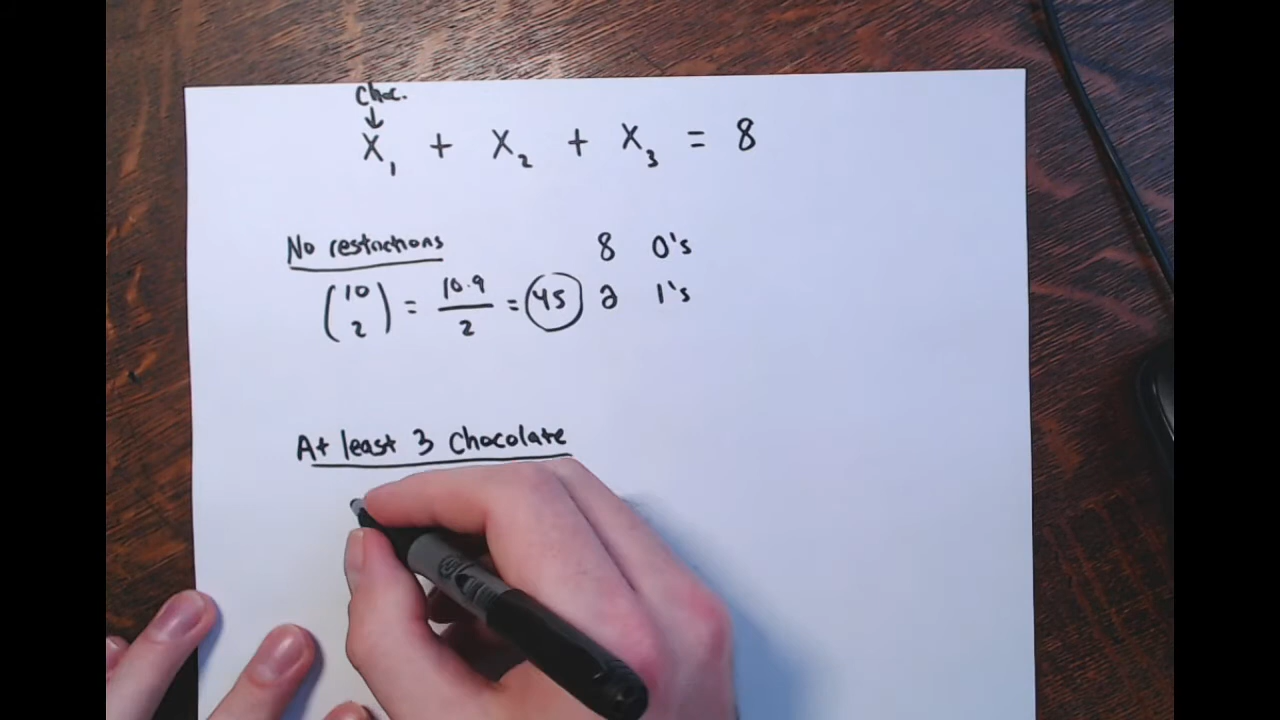 Choc.
↓
X₁ + X₂ + X₃ = 8
No restrictions
8 0's
(10 2) = 10·9/2 = 45
2 1's
At least 3 Chocolate